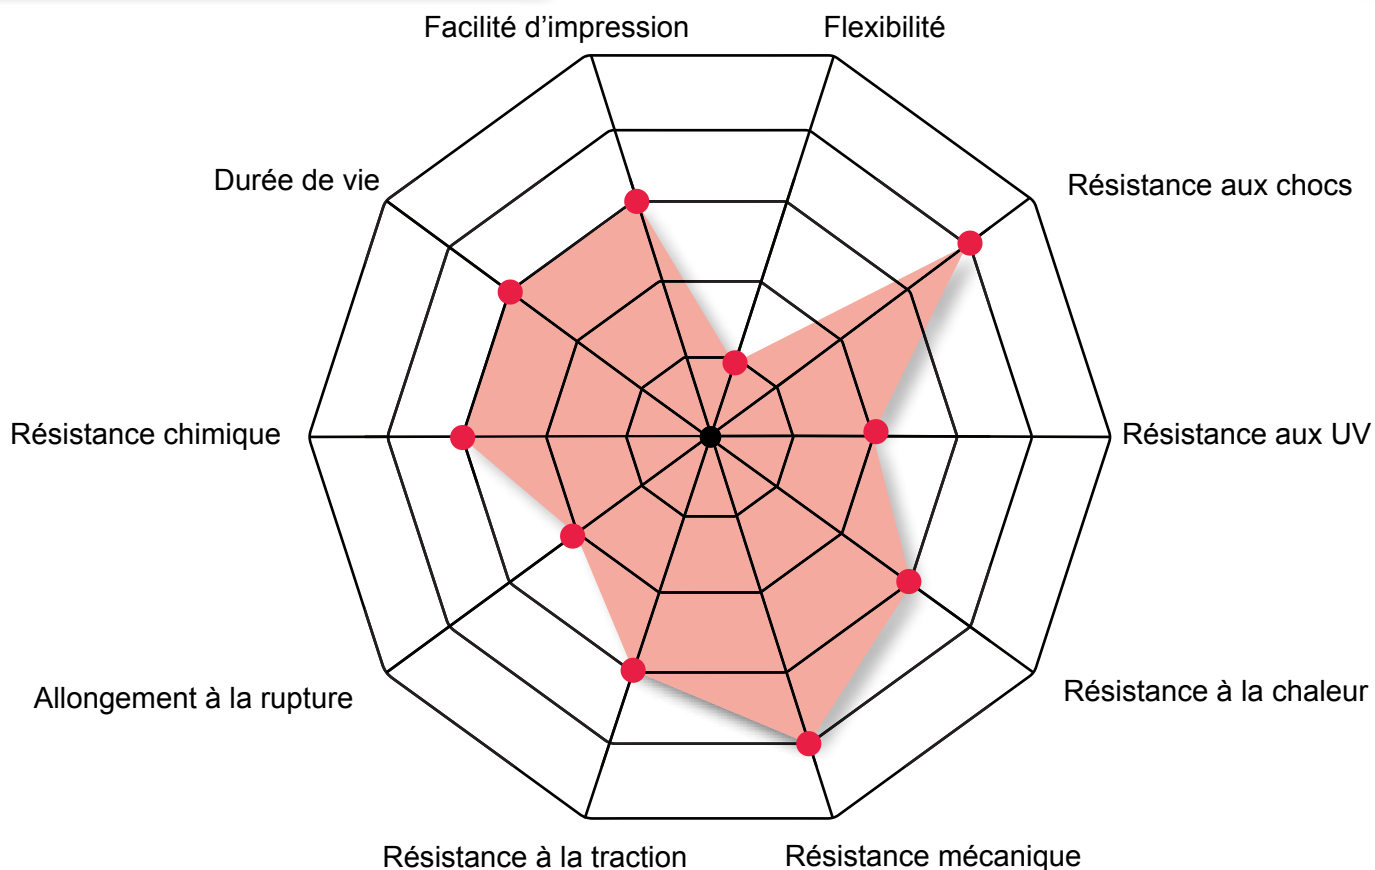 Facilité d’impression
Flexibilité
Durée de vie
Résistance aux chocs
Résistance chimique
Résistance aux UV
Allongement à la rupture
Résistance à la chaleur
Résistance à la traction
Résistance mécanique